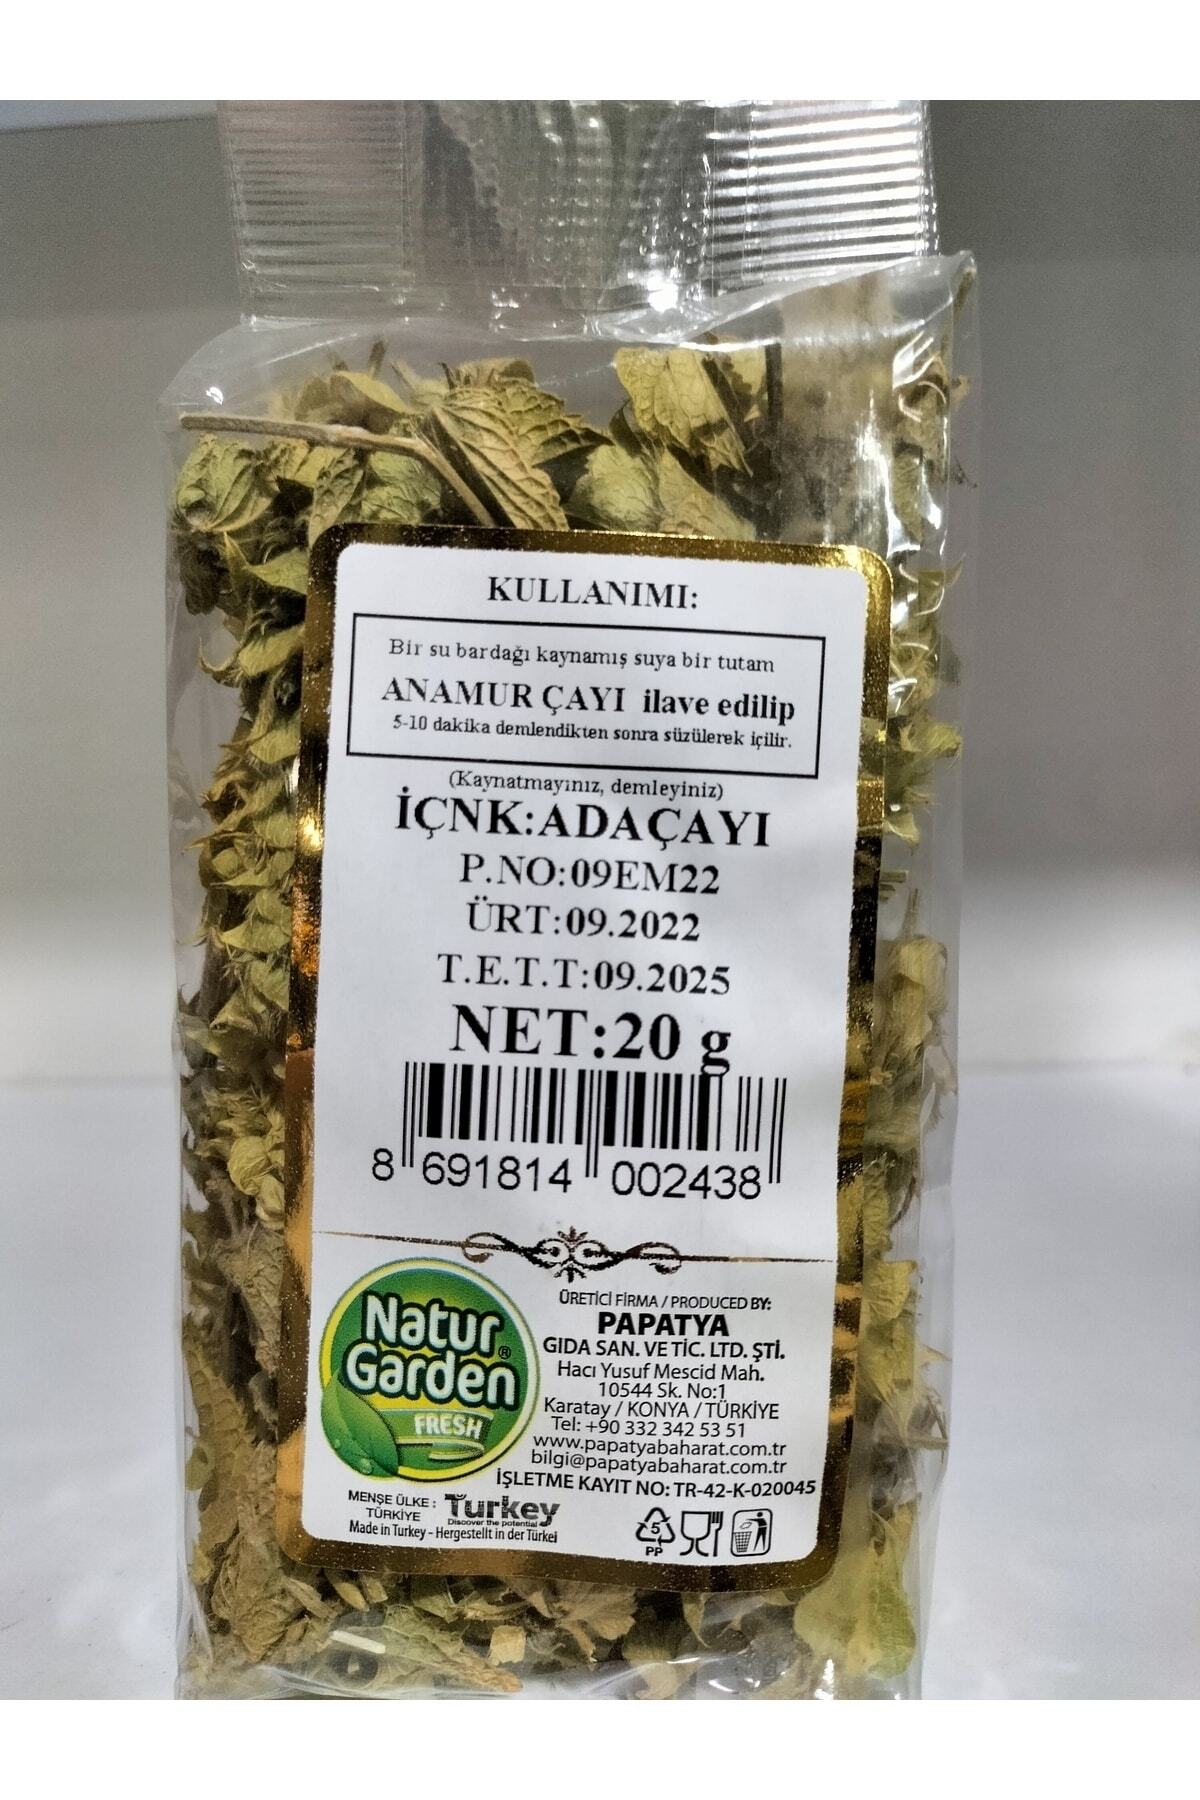 KULLANIMI:
Bir su bardağı kaynamış suya bir tutam
ANAMUR ÇAYI ilave edilip
5-10 dakika demlendikten sonra süzülerek içilir.
(Kaynatmayınız, demleyiniz)
İÇNK:ADAÇAYI
P.NO:09EM22
ÜRT:09.2022
T.E.T.T:09.2025
NET:20 g
8 691814 002438
Natur
Garden®
FRESH
ÜRETİCİ FİRMA / PRODUCED BY:
PAPATYA
GIDA SAN. VE TİC. LTD. ŞTİ.
Hacı Yusuf Mescid Mah.
10544 Sk. No:1
Karatay / KONYA / TÜRKİYE
Tel: +90 332 342 53 51
www.papatyabaharat.com.tr
bilgi@papatyabaharat.com.tr
İŞLETME KAYIT NO: TR-42-K-020045
MENŞE ÜLKE :
TÜRKİYE
Turkey
Discover the potential
Made in Turkey - Hergestellt in der Türkei
5
PP